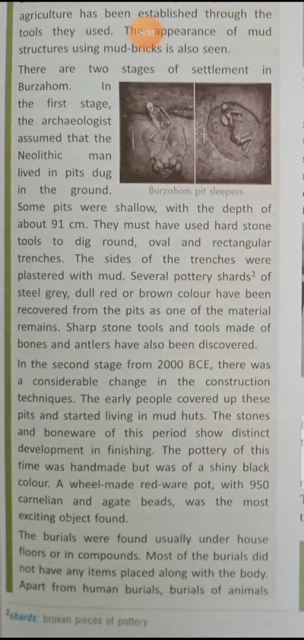 agriculture has been established through the
tools they used. The appearance of mud
structures using mud-bricks is also seen.
There are two stages of settlement in
Burzahom. In
the first stage,
the archaeologist
assumed that the
Neolithic man
lived in pits dug
in the ground.
Burzahom pit sleepers
Some pits were shallow, with the depth of
about 91 cm. They must have used hard stone
tools to dig round, oval and rectangular
trenches. The sides of the trenches were
plastered with mud. Several pottery shards² of
steel grey, dull red or brown colour have been
recovered from the pits as one of the material
remains. Sharp stone tools and tools made of
bones and antlers have also been discovered.
In the second stage from 2000 BCE, there was
a considerable change in the construction
techniques. The early people covered up these
pits and started living in mud huts. The stones
and boneware of this period show distinct
development in finishing. The pottery of this
time was handmade but was of a shiny black
colour. A wheel-made red-ware pot, with 950
carnelian and agate beads, was the most
exciting object found.
The burials were found usually under house
floors or in compounds. Most of the burials did
not have any items placed along with the body.
Apart from human burials, burials of animals
²shards: broken pieces of pottery